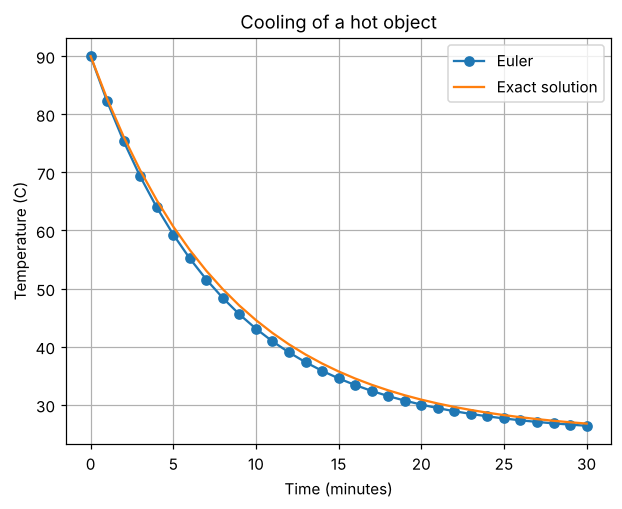 Cooling of a hot object
Euler
Exact solution
Temperature (C)
90
80
70
60
50
40
30
0 5 10 15 20 25 30
Time (minutes)